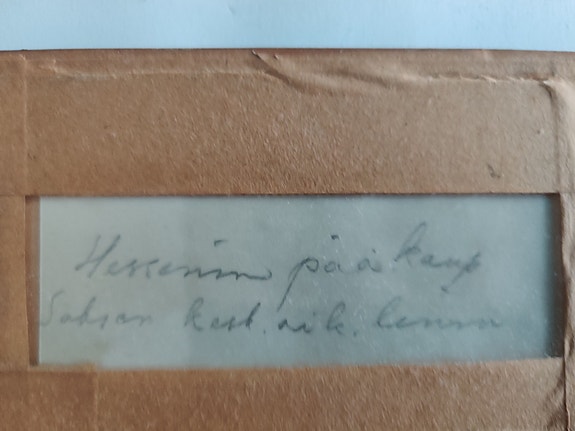 Hessenin pääkaup
Saksan kesk. aik. linna